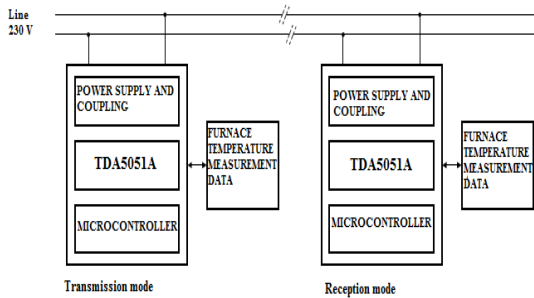 Line
230 V
POWER SUPPLY AND
COUPLING
TDA5051A
MICROCONTROLLER
FURNACE
TEMPERATURE
MEASUREMENT
DATA
Transmission mode
POWER SUPPLY AND
COUPLING
TDA5051A
MICROCONTROLLER
FURNACE
TEMPERATURE
MEASUREMENT
DATA
Reception mode